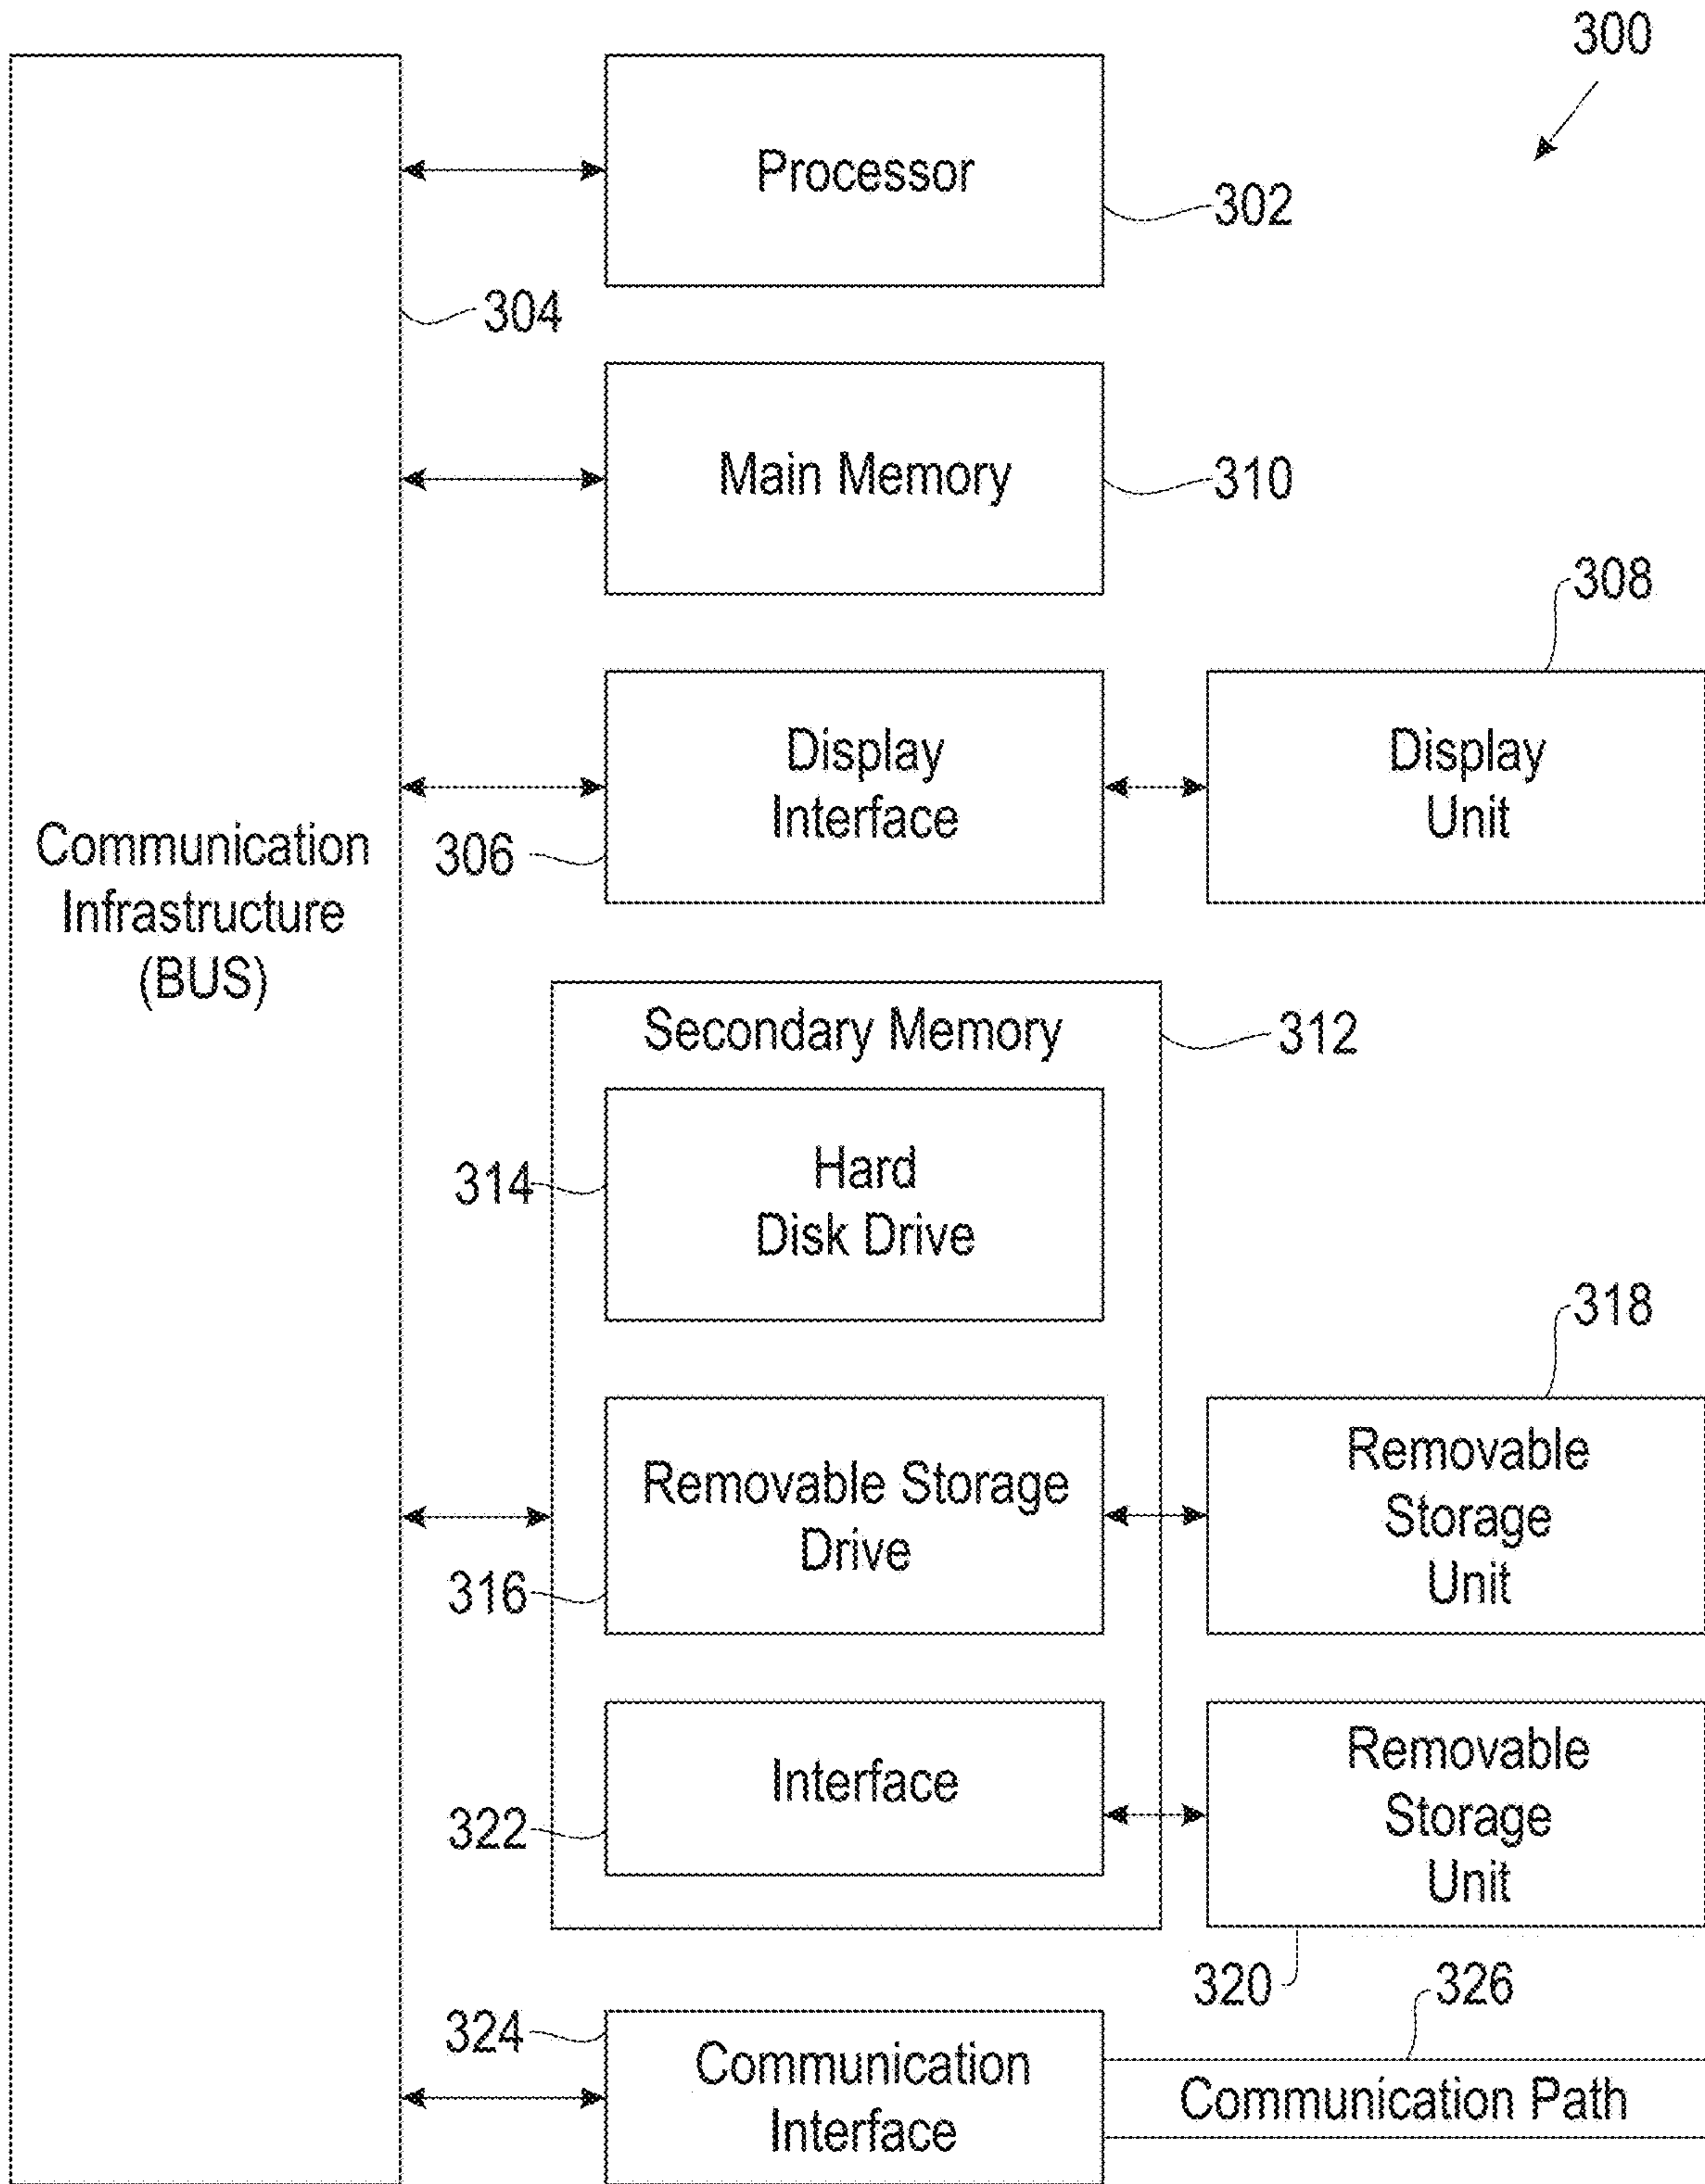 300
Processor
302
304
Main Memory
310
308
Display
Interface
306
Display
Unit
Communication
Infrastructure
(BUS)
Secondary Memory
312
Hard
Disk Drive
314
318
Removable Storage
Drive
316
Removable
Storage
Unit
Interface
322
Removable
Storage
Unit
320
326
324
Communication
Interface
Communication Path